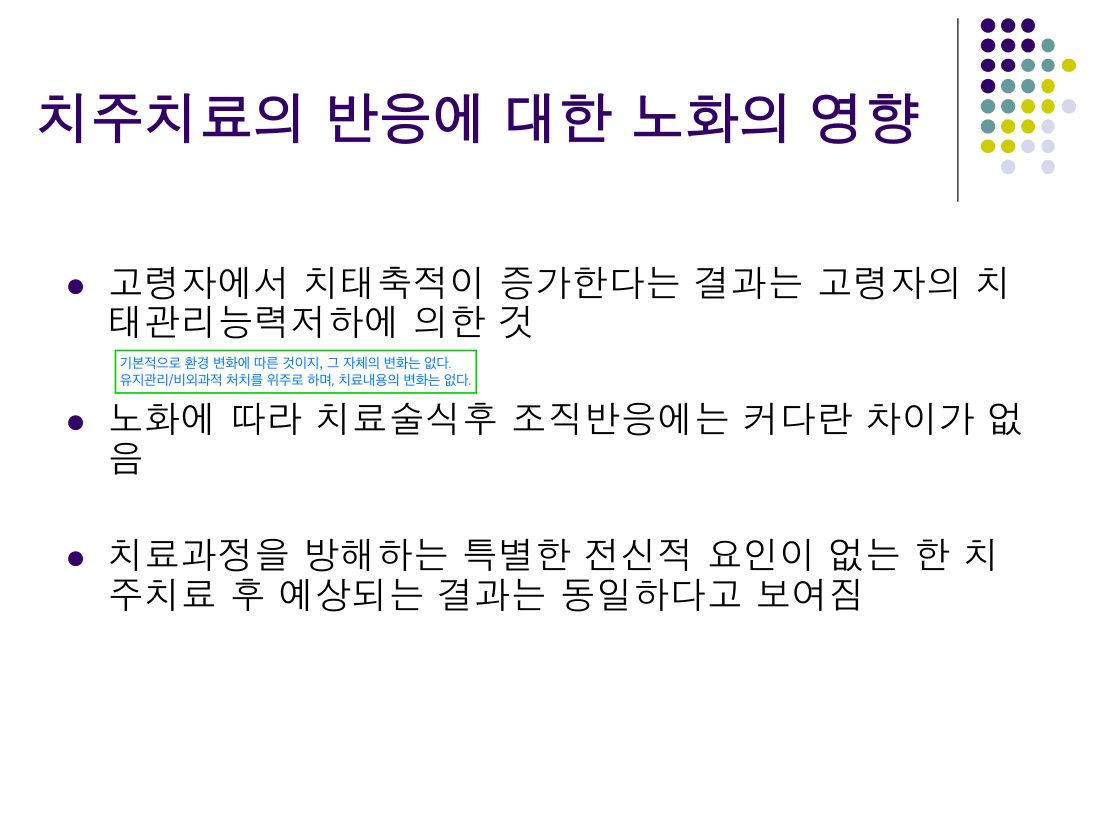 치주치료의 반응에 대한 노화의 영향
● 고령자에서 치태축적이 증가한다는 결과는 고령자의 치
태관리능력저하에 의한 것
기본적으로 환경 변화에 따른 것이지, 그 자체의 변화는 없다.
유지관리/비외과적 처치를 위주로 하며, 치료내용의 변화는 없다.
● 노화에 따라 치료술식후 조직반응에는 커다란 차이가 없
음
● 치료과정을 방해하는 특별한 전신적 요인이 없는 한 치
주치료 후 예상되는 결과는 동일하다고 보여짐